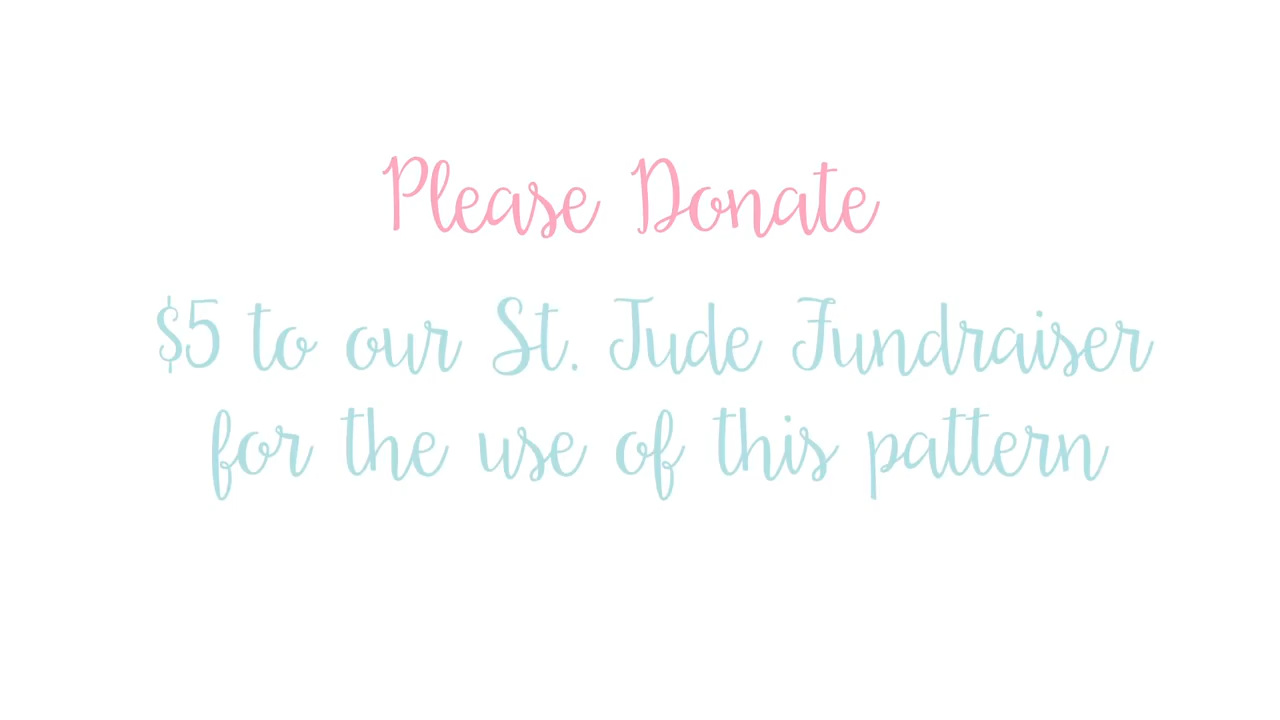 Please Donate
$5 to our St. Jude Fundraiser
for the use of this pattern